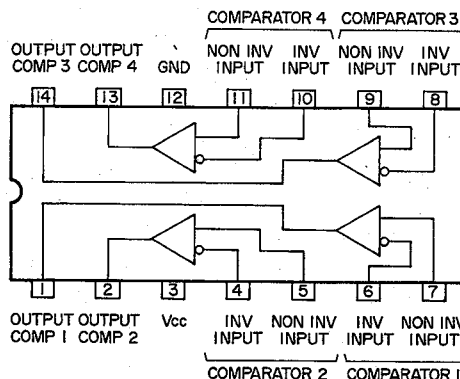 COMPARATOR 4 COMPARATOR 3
OUTPUT OUTPUT NON INV INV NON INV INV
COMP 3 COMP 4 GND INPUT INPUT INPUT INPUT
14 13 12 11 10 9 8
1 2 3 4 5 6 7
OUTPUT OUTPUT Vcc INV NON INV INV NON INV
COMP 1 COMP 2 INPUT INPUT INPUT INPUT
COMPARATOR 2 COMPARATOR 1